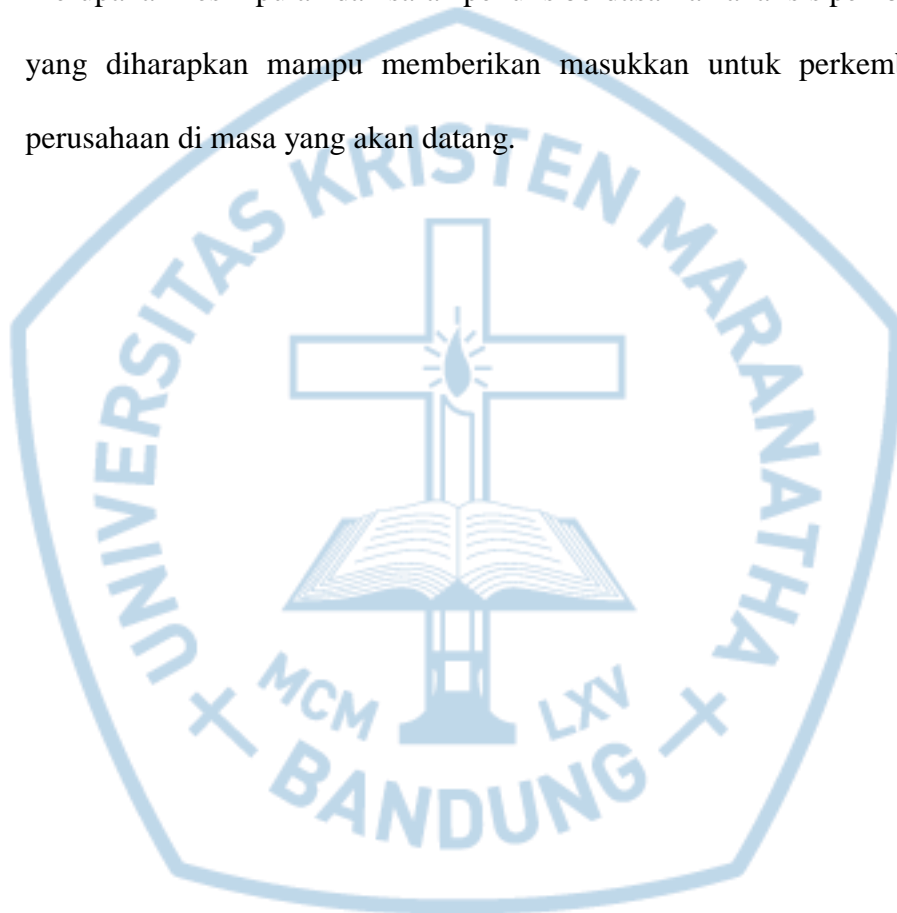 yang diharapkan mampu memberikan masukkan untuk
perusahaan di masa yang akan datang.
UNIVERSITAS KRISTEN MARANATHA
MCM LXV
BANDUNG